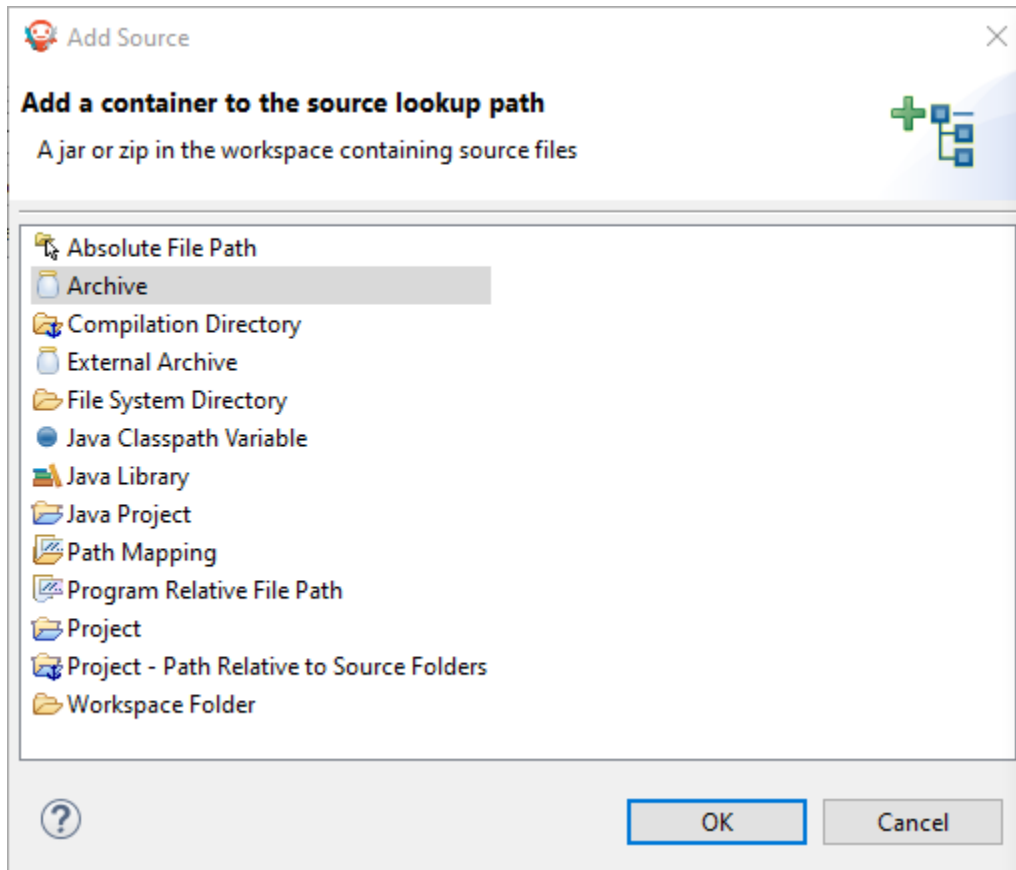 Add Source
Add a container to the source lookup path
A jar or zip in the workspace containing source files
Absolute File Path
Archive
Compilation Directory
External Archive
File System Directory
Java Classpath Variable
Java Library
Java Project
Path Mapping
Program Relative File Path
Project
Project - Path Relative to Source Folders
Workspace Folder
?
OK
Cancel